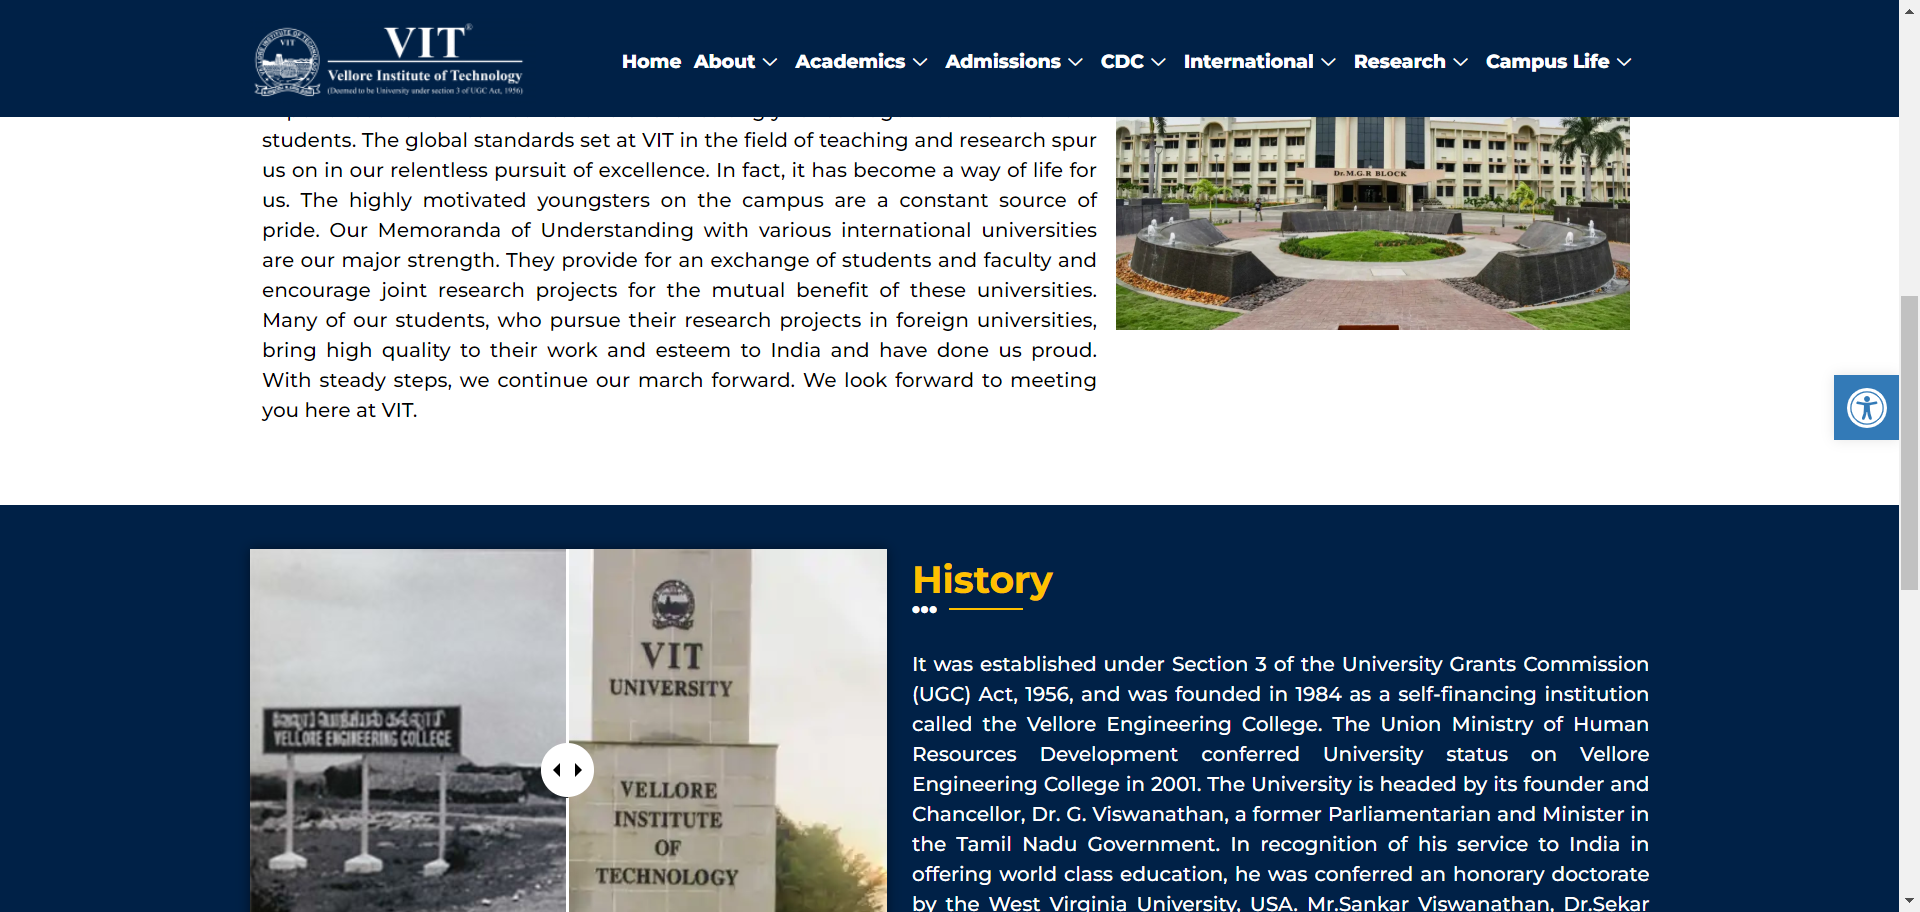 VIT
VIT®
Vellore Institute of Technology
(Deemed to be University under section 3 of UGC Act, 1956)
Home About Academics Admissions CDC International Research Campus Life
students. The global standards set at VIT in the field of teaching and research spur
us on in our relentless pursuit of excellence. In fact, it has become a way of life for
us. The highly motivated youngsters on the campus are a constant source of
pride. Our Memoranda of Understanding with various international universities
are our major strength. They provide for an exchange of students and faculty and
encourage joint research projects for the mutual benefit of these universities.
Many of our students, who pursue their research projects in foreign universities,
bring high quality to their work and esteem to India and have done us proud.
With steady steps, we continue our march forward. We look forward to meeting
you here at VIT.
Dr.M.G.R BLOCK
VELLORE ENGINEERING COLLEGE
VIT
UNIVERSITY
VELLORE
INSTITUTE
OF
TECHNOLOGY
History
It was established under Section 3 of the University Grants Commission
(UGC) Act, 1956, and was founded in 1984 as a self-financing institution
called the Vellore Engineering College. The Union Ministry of Human
Resources Development conferred University status on Vellore
Engineering College in 2001. The University is headed by its founder and
Chancellor, Dr. G. Viswanathan, a former Parliamentarian and Minister in
the Tamil Nadu Government. In recognition of his service to India in
offering world class education, he was conferred an honorary doctorate
by the West Virginia University, USA. Mr.Sankar Viswanathan, Dr.Sekar